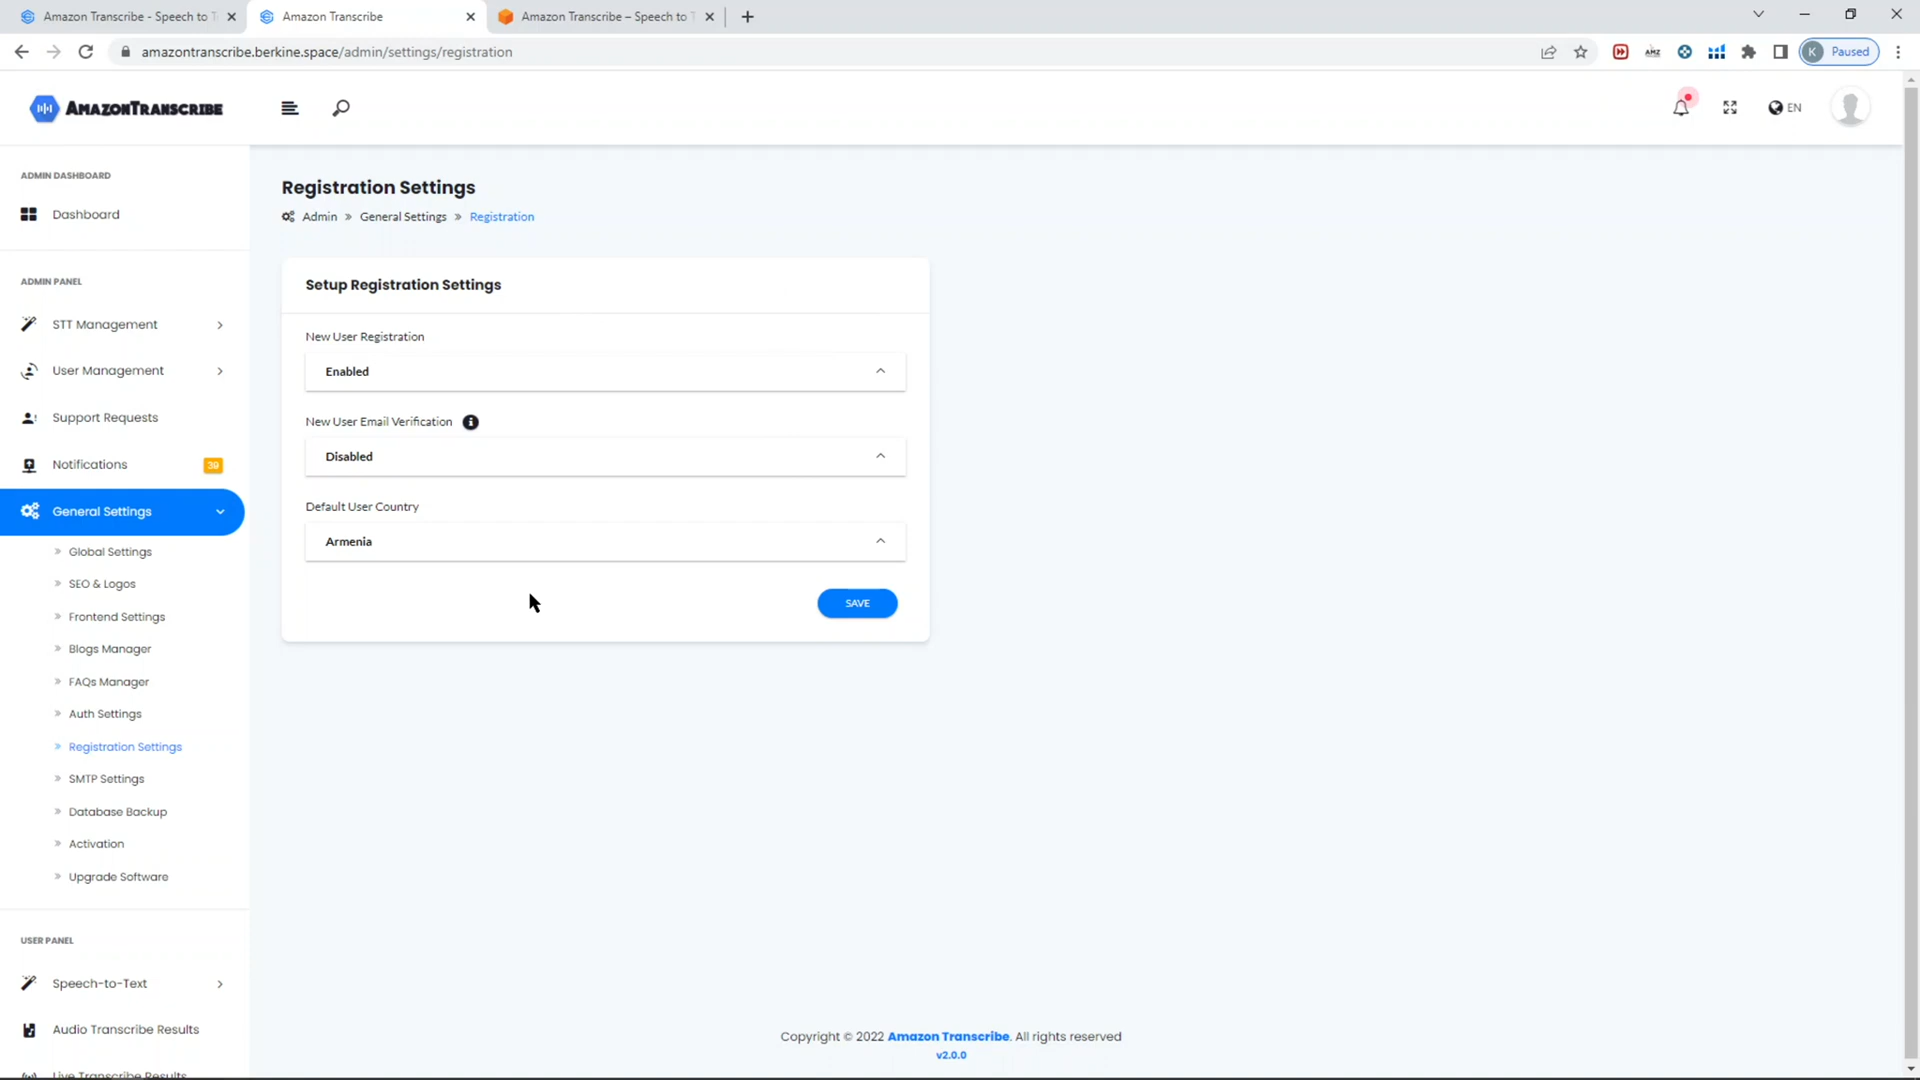 Amazon Transcribe - Speech to T
Amazon Transcribe
Amazon Transcribe – Speech to T
amazontranscribe.berkine.space/admin/settings/registration
AMZ
K Paused
AMAZONTRANSCRIBE
EN
ADMIN DASHBOARD
Dashboard
ADMIN PANEL
STT Management
User Management
Support Requests
Notifications 39
General Settings
» Global Settings
» SEO & Logos
» Frontend Settings
» Blogs Manager
» FAQs Manager
» Auth Settings
» Registration Settings
» SMTP Settings
» Database Backup
» Activation
» Upgrade Software
USER PANEL
Speech-to-Text
Audio Transcribe Results
Live Transcribe Results
Registration Settings
Admin » General Settings » Registration
Setup Registration Settings
New User Registration
Enabled
New User Email Verification
Disabled
Default User Country
Armenia
SAVE
Copyright © 2022 Amazon Transcribe. All rights reserved
v2.0.0